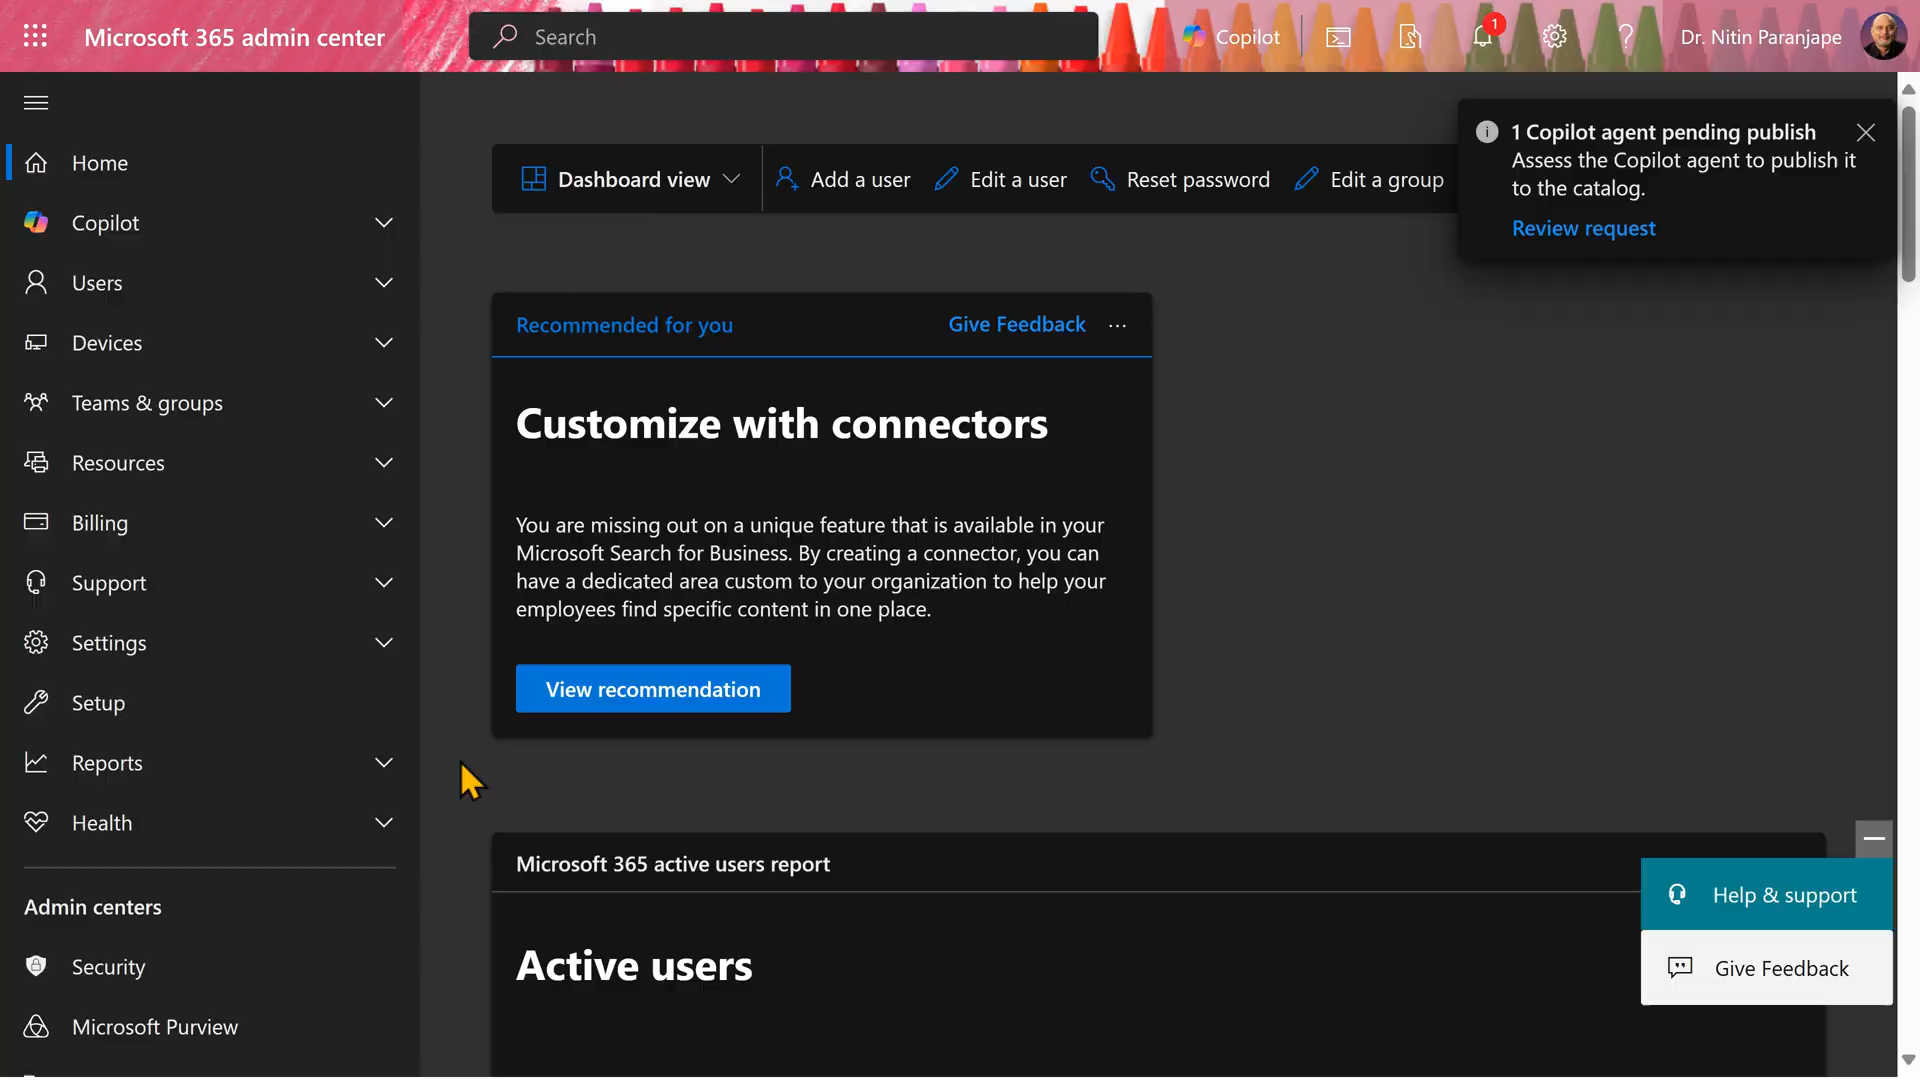 Microsoft 365 admin center
Search
Copilot
1
Dr. Nitin Paranjape
Home
Copilot
Users
Devices
Teams & groups
Resources
Billing
Support
Settings
Setup
Reports
Health
Admin centers
Security
Microsoft Purview
Dashboard view
Add a user
Edit a user
Reset password
Edit a group
1 Copilot agent pending publish
Assess the Copilot agent to publish it
to the catalog.
Review request
Recommended for you
Give Feedback
Customize with connectors
You are missing out on a unique feature that is available in your
Microsoft Search for Business. By creating a connector, you can
have a dedicated area custom to your organization to help your
employees find specific content in one place.
View recommendation
Microsoft 365 active users report
Active users
Help & support
Give Feedback